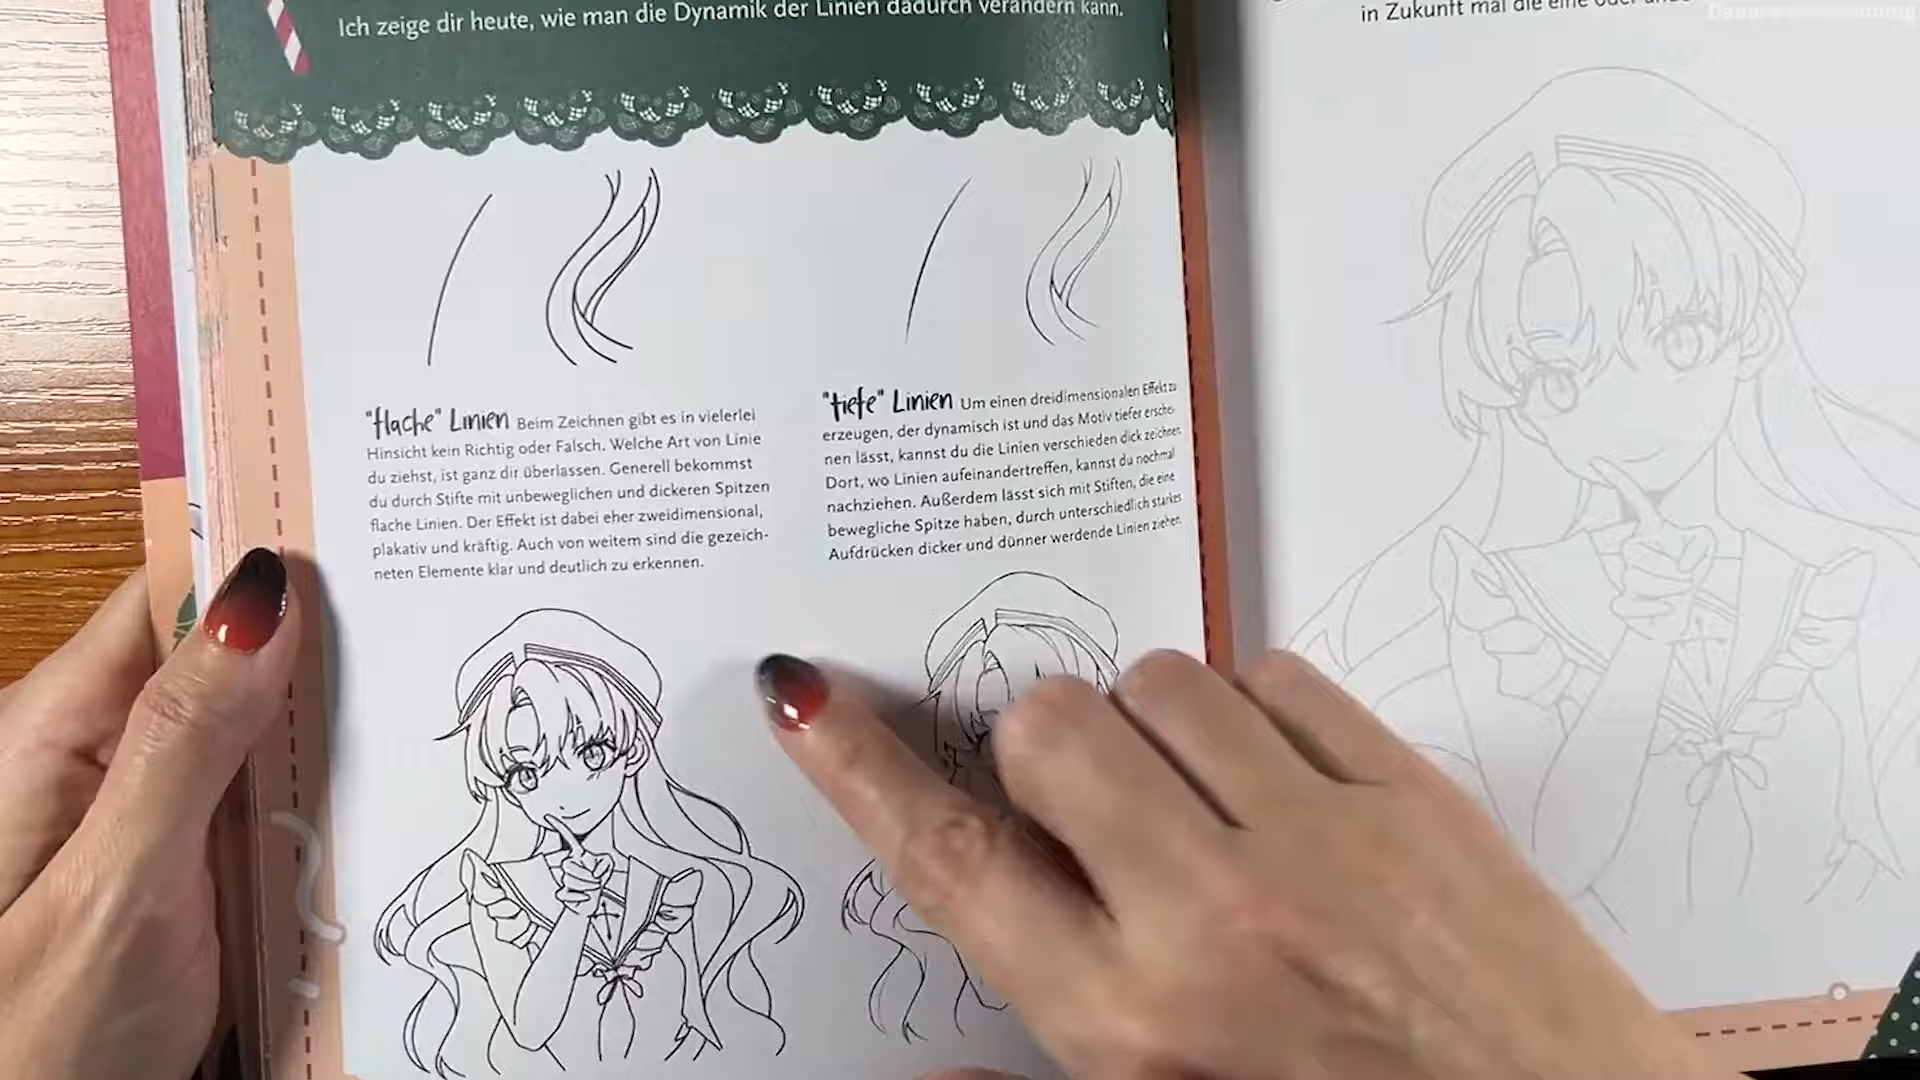 Ich zeige dir heute, wie man die Dynamik der Linien dadurch verändern kann.
"flache" Linien Beim Zeichnen gibt es in vielerlei
Hinsicht kein Richtig oder Falsch. Welche Art von Linie
du ziehst, ist ganz dir überlassen. Generell bekommst
du durch Stifte mit unbeweglichen und dickeren Spitzen
flache Linien. Der Effekt ist dabei eher zweidimensional,
plakativ und kräftig. Auch von weitem sind die gezeich-
neten Elemente klar und deutlich zu erkennen.
"tiefe" Linien Um einen dreidimensionalen Effekt zu
erzeugen, der dynamisch ist und das Motiv tiefer erschei-
nen lässt, kannst du die Linien verschieden dick zeichnen.
Dort, wo Linien aufeinandertreffen, kannst du nochmal
nachziehen. Außerdem lässt sich mit Stiften, die eine
bewegliche Spitze haben, durch unterschiedlich starkes
Aufdrücken dicker und dünner werdende Linien ziehen.
in Zukunft mal die eine oder